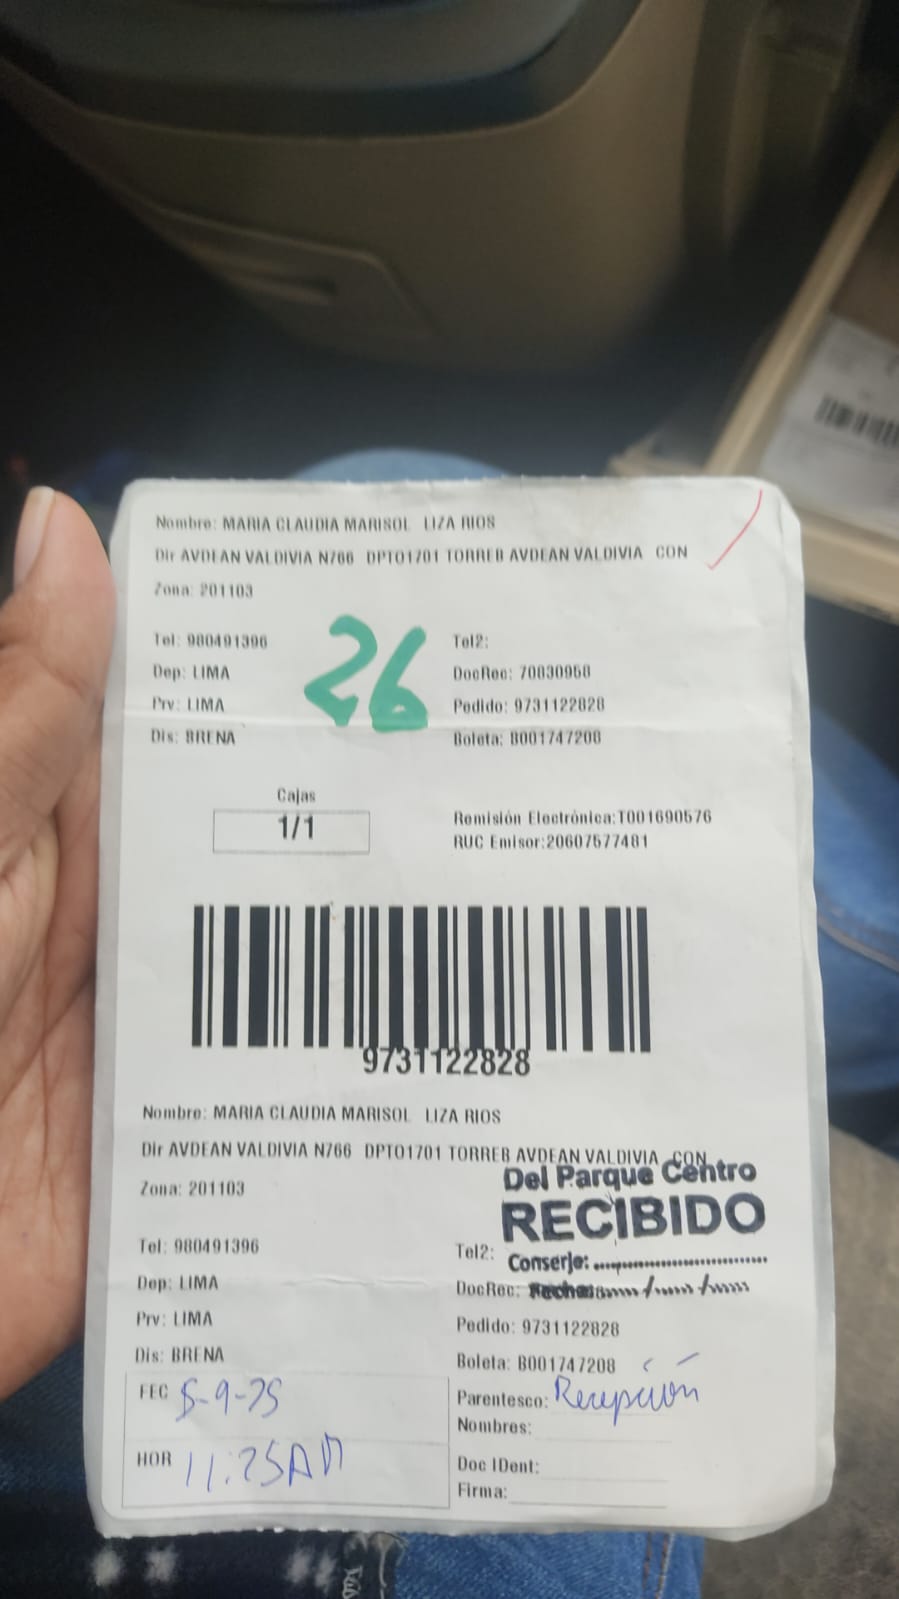 Nombre: MARIA CLAUDIA MARISOL LIZA RIOS
Dir AVDEAN VALDIVIA N766 DPTO1701 TORREB AVDEAN VALDIVIA CON
Zona: 201103
Tel: 980491396
Tel2:
Dep: LIMA
DocRec: 70830958
Prv: LIMA
Pedido: 9731122828
Dis: BRENA
Boleta: B001747208
26
Cajas
1/1
Remisión Electrónica:T001690576
RUC Emisor:20607577481
9731122828
Nombre: MARIA CLAUDIA MARISOL LIZA RIOS
Dir AVDEAN VALDIVIA N766 DPTO1701 TORREB AVDEAN VALDIVIA CON
Del Parque Centro
Zona: 201103
RECIBIDO
Tel: 980491396
Tel2:
Conserje:
Dep: LIMA
DocRec:
Prv: LIMA
Pedido: 9731122828
Dis: BRENA
Boleta: B001747208
FEC 5-9-25
Parentesco: Recepción
Nombres:
HOR 11:25AM
Doc IDent:
Firma: